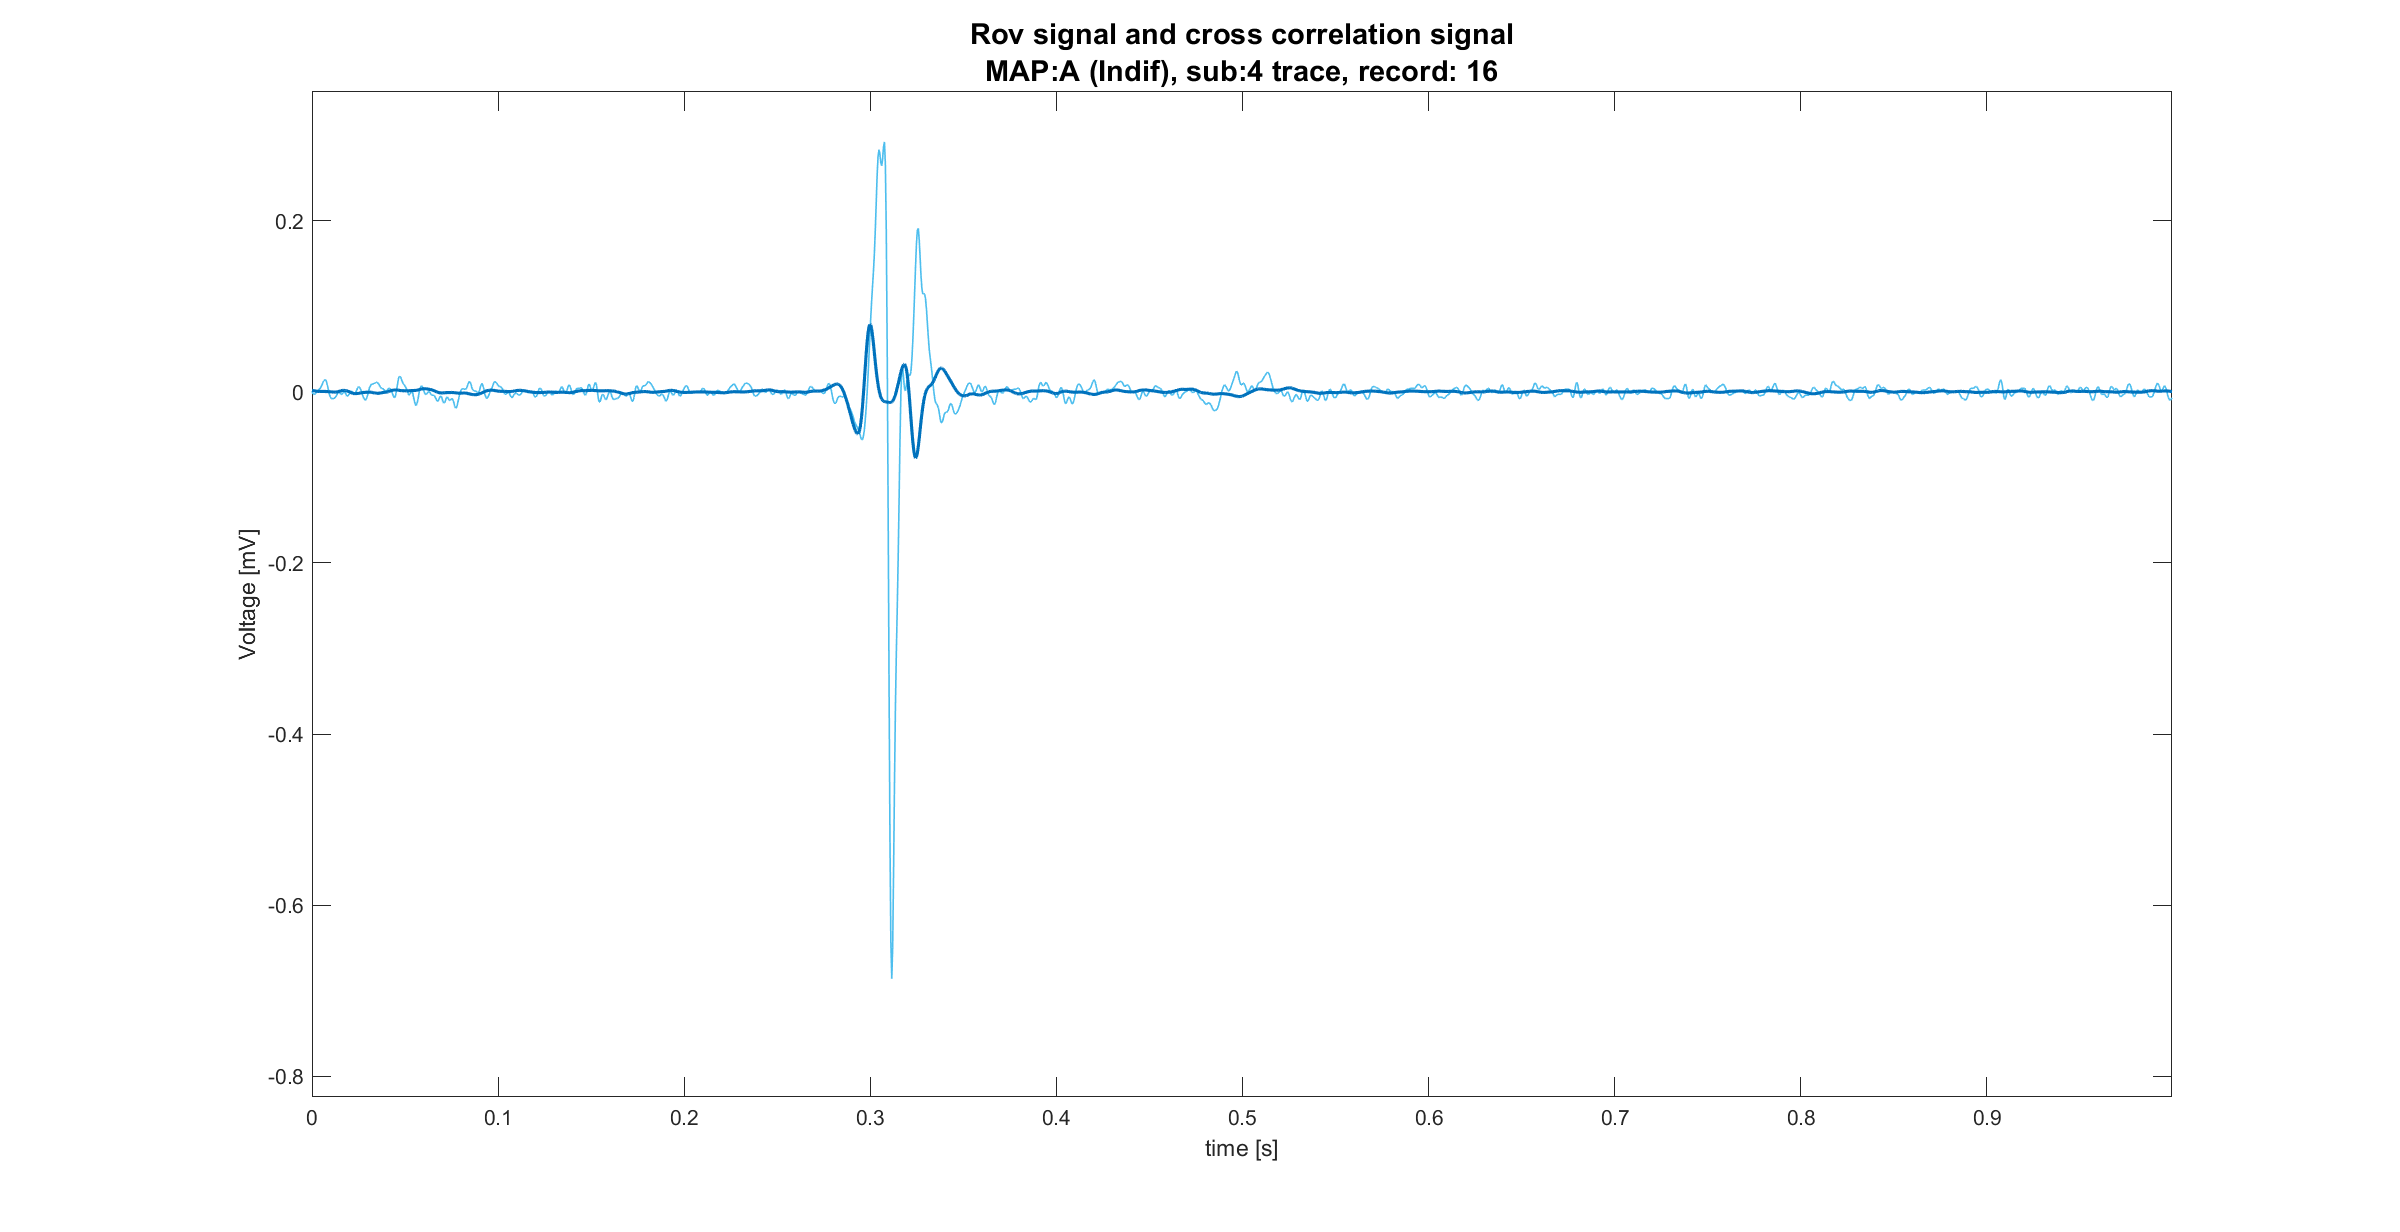 Rov signal and cross correlation signal
MAP:A (Indif), sub:4 trace, record: 16
0.2
0
-0.2
-0.4
-0.6
-0.8
Voltage [mV]
0 0.1 0.2 0.3 0.4 0.5 0.6 0.7 0.8 0.9
time [s]